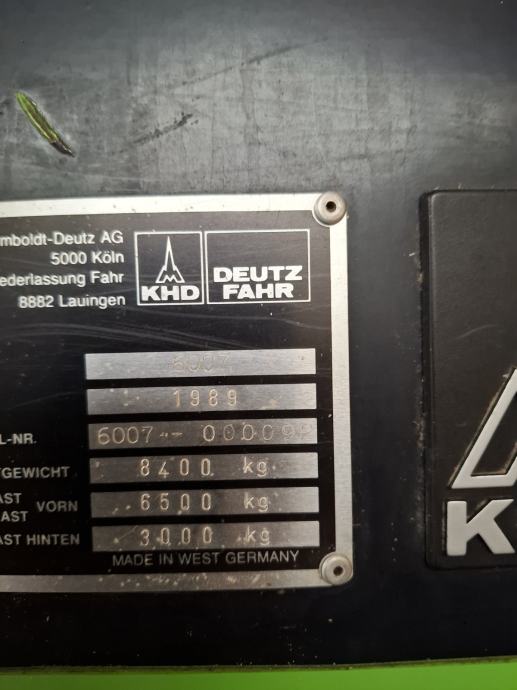 mboldt-Deutz AG
5000 Köln
ederlassung Fahr
8882 Lauingen
KHD
DEUTZ
FAHR
6007
1989
L-NR. 6007--
TGEWICHT 8400 kg
AST
AST VORN 6500 kg
AST HINTEN 3000 kg
MADE IN WEST GERMANY
K